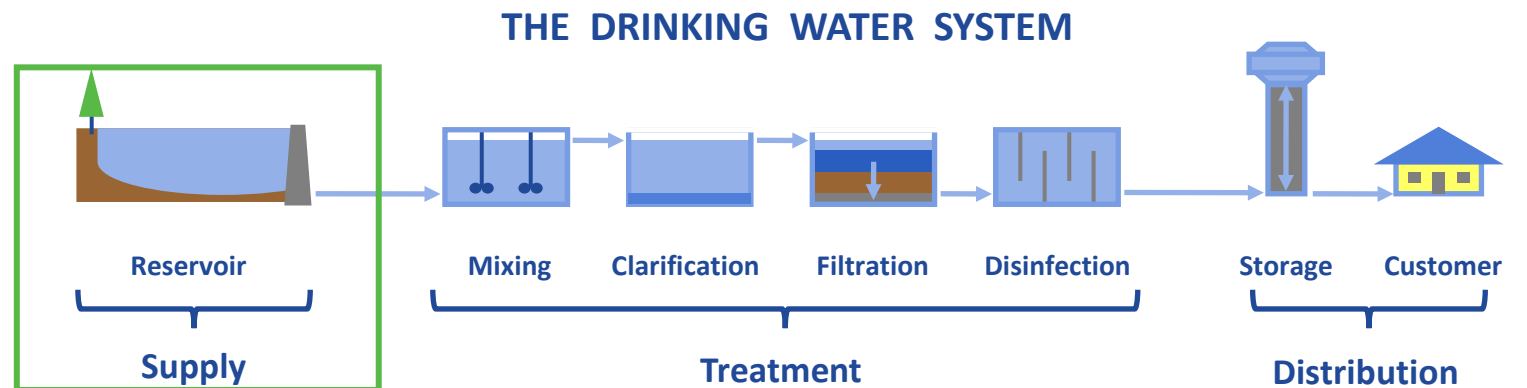 THE DRINKING WATER SYSTEM
Reservoir
Mixing
Clarification
Filtration
Disinfection
Storage
Customer
Supply
Treatment
Distribution